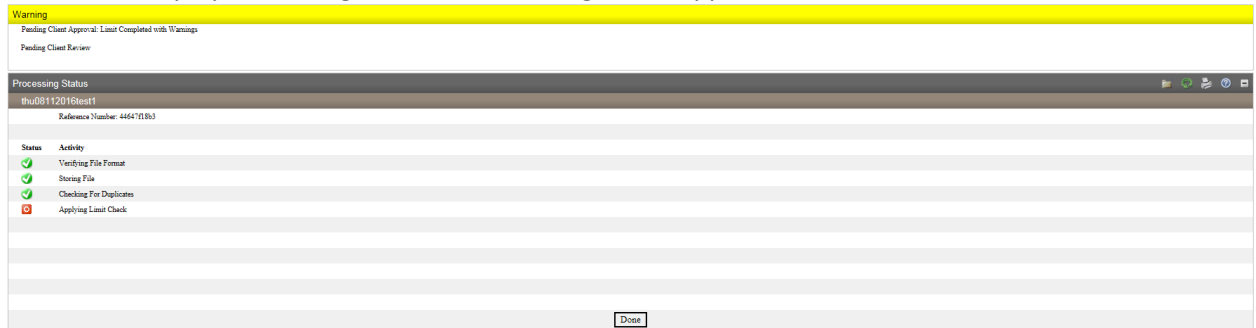 Warning
Pending Client Approval: Limit Completed with Warnings
Pending Client Review
Processing Status
thu08112016test1
Reference Number: 44647f18b3
Status Activity
Verifying File Format
Storing File
Checking For Duplicates
Applying Limit Check
Done